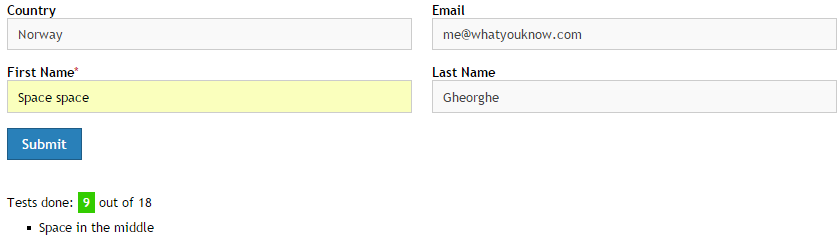 Country Email
Norway me@whatyouknow.com
First Name* Last Name
Space space Gheorghe
Submit
Tests done: 9 out of 18
Space in the middle